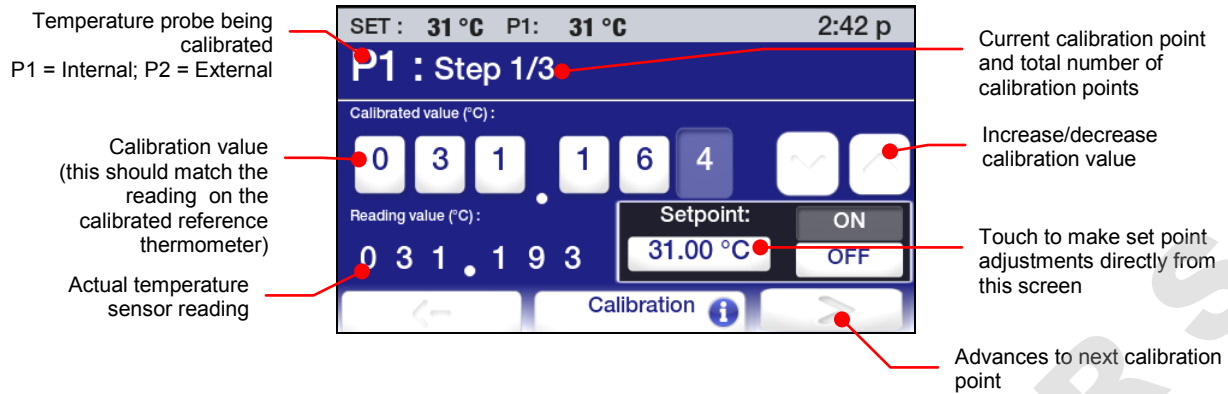 Temperature probe being
calibrated
P1 = Internal; P2 = External
Calibration value
(this should match the
reading on the
calibrated reference
thermometer)
Actual temperature
sensor reading
SET : 31 °C P1: 31 °C 2:42 p
P1 : Step 1/3
Calibrated value (°C) :
0 3 1 . 1 6 4
Reading value (°C) :
0 3 1 . 1 9 3
Setpoint:
31.00 °C
ON
OFF
Calibration i
Current calibration point
and total number of
calibration points
Increase/decrease
calibration value
Touch to make set point
adjustments directly from
this screen
Advances to next calibration
point
R S